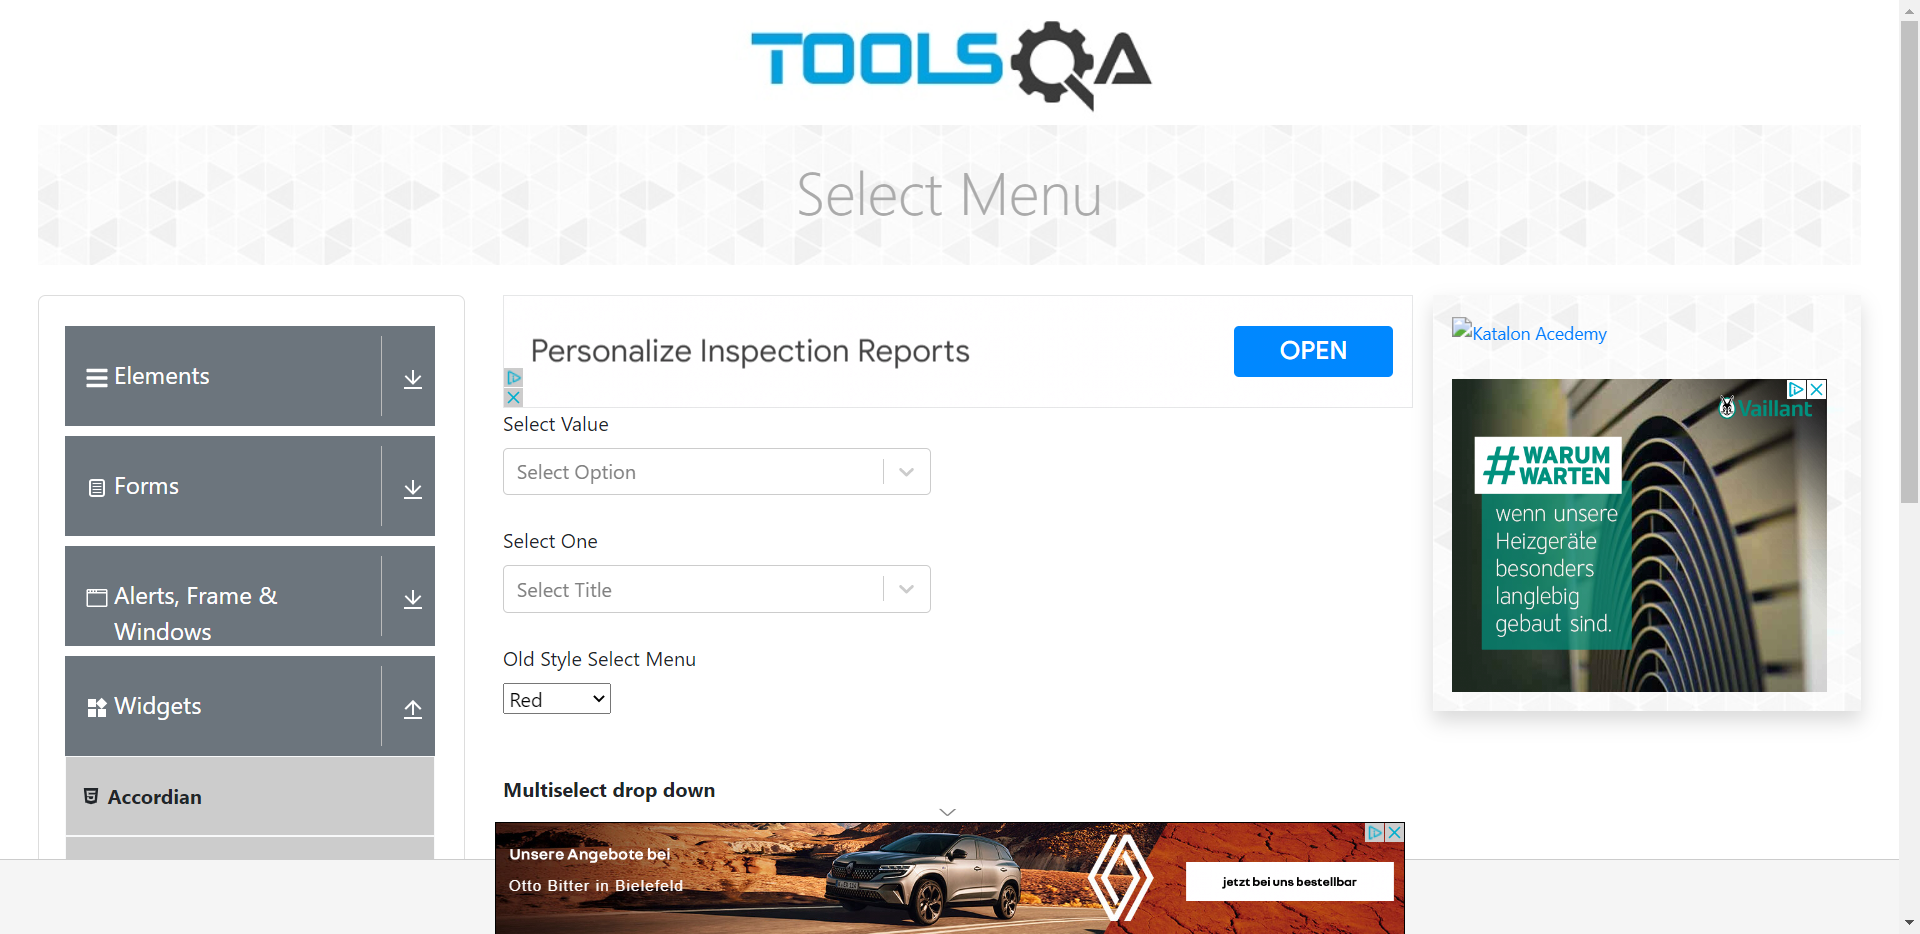 TOOLSQA
Select Menu
Elements
Forms
Alerts, Frame &
Windows
Widgets
Accordian
Personalize Inspection Reports
OPEN
Select Value
Select Option
Select One
Select Title
Old Style Select Menu
Red
Multiselect drop down
Katalon Acedemy
Vaillant
#WARUM
WARTEN
wenn unsere
Heizgeräte
besonders
langlebig
gebaut sind.
Unsere Angebote bei
Otto Bitter in Bielefeld
jetzt bei uns bestellbar